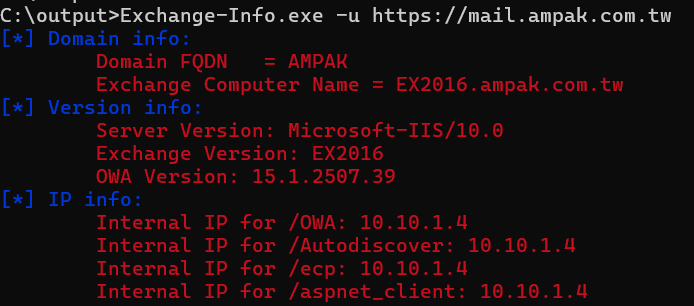 C:\output>Exchange-Info.exe -u https://mail.ampak.com.tw
[*] Domain info:
Domain FQDN = AMPAK
Exchange Computer Name = EX2016.ampak.com.tw
[*] Version info:
Server Version: Microsoft-IIS/10.0
Exchange Version: EX2016
OWA Version: 15.1.2507.39
[*] IP info:
Internal IP for /OWA: 10.10.1.4
Internal IP for /Autodiscover: 10.10.1.4
Internal IP for /ecp: 10.10.1.4
Internal IP for /aspnet_client: 10.10.1.4